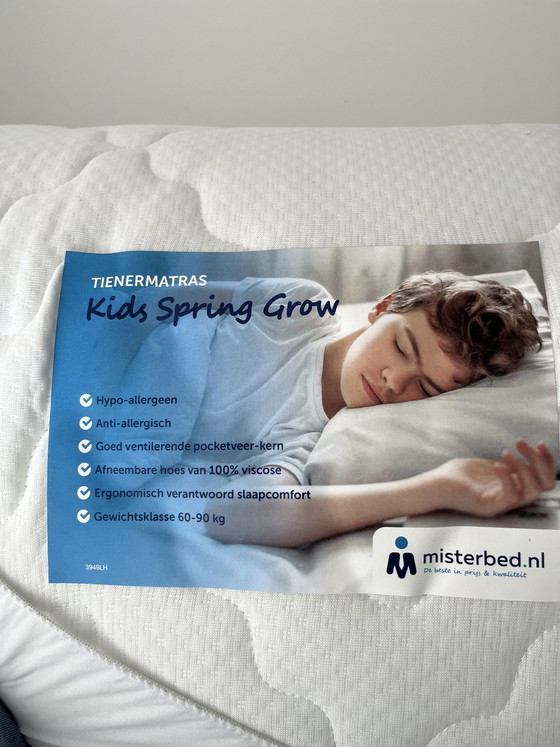 TIENERMATRAS
Kids Spring Grow
Hypo-allergeen
Anti-allergisch
Goed ventilerende pocketveer-kern
Afneembare hoes van 100% viscose
Ergonomisch verantwoord slaapcomfort
Gewichtsklasse 60-90 kg
3949LH
misterbed.nl
De beste in prijs & kwaliteit